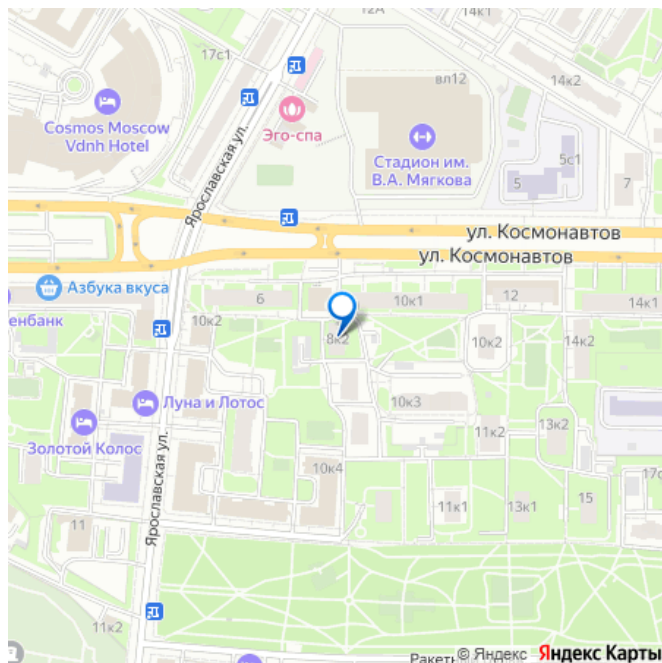 12А
14к1
17с1
вл12
14к2
Cosmos Moscow
Vdnh Hotel
Эго-спа
Стадион им.
В.А. Мягкова
5с1
5
7
Ярославская ул.
ул. Космонавтов
ул. Космонавтов
Азбука вкуса
6
10к1
12
14к1
енбанк
10к2
8к2
10к2
14к2
Луна и Лотос
10к3
Золотой Колос
11к2
13к2
Ярославская ул.
10к4
17с
11
11к1
13к1
15
11к2
Ракетн
© Яндекс Яндекс Карты